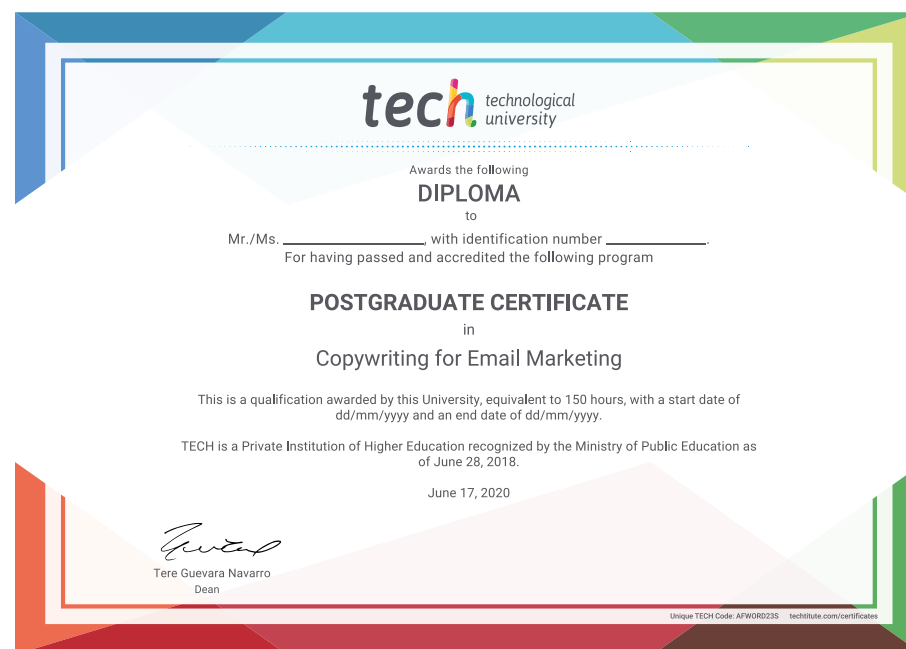 tech technological
university
Awards the following
DIPLOMA
to
Mr./Ms. ____________, with identification number __________.
For having passed and accredited the following program
POSTGRADUATE CERTIFICATE
in
Copywriting for Email Marketing
This is a qualification awarded by this University, equivalent to 150 hours, with a start date of
dd/mm/yyyy and an end date of dd/mm/yyyy.
TECH is a Private Institution of Higher Education recognized by the Ministry of Public Education as
of June 28, 2018.
June 17, 2020
Tere Guevara Navarro
Dean
Unique TECH Code: AFWORD23S techtitute.com/certificates